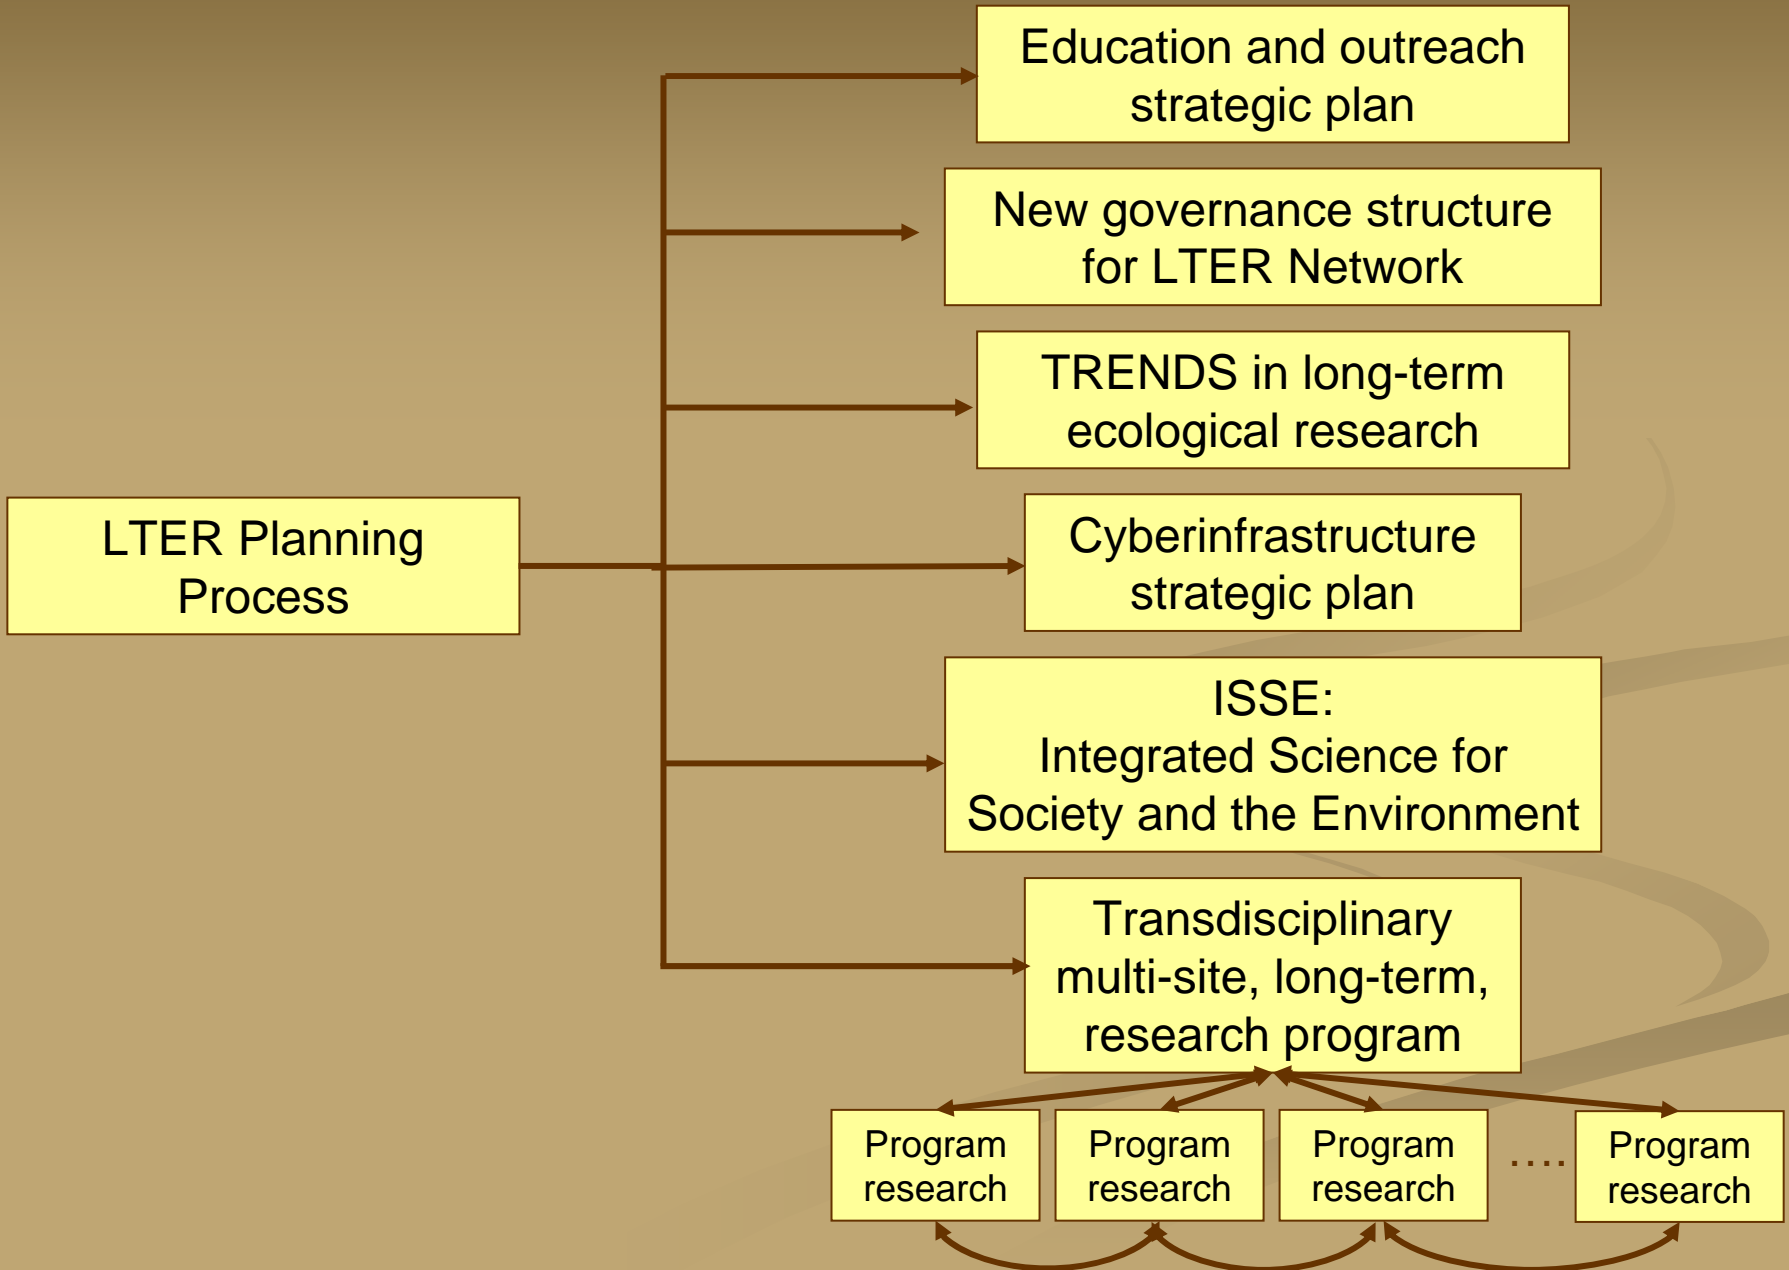 Education and outreach
strategic plan
New governance structure
for LTER Network
TRENDS in long-term
ecological research
LTER Planning
Process
Cyberinfrastructure
strategic plan
ISSE:
Integrated Science for
Society and the Environment
Transdisciplinary
multi-site, long-term,
research program
Program
research
Program
research
Program
research
....
Program
research